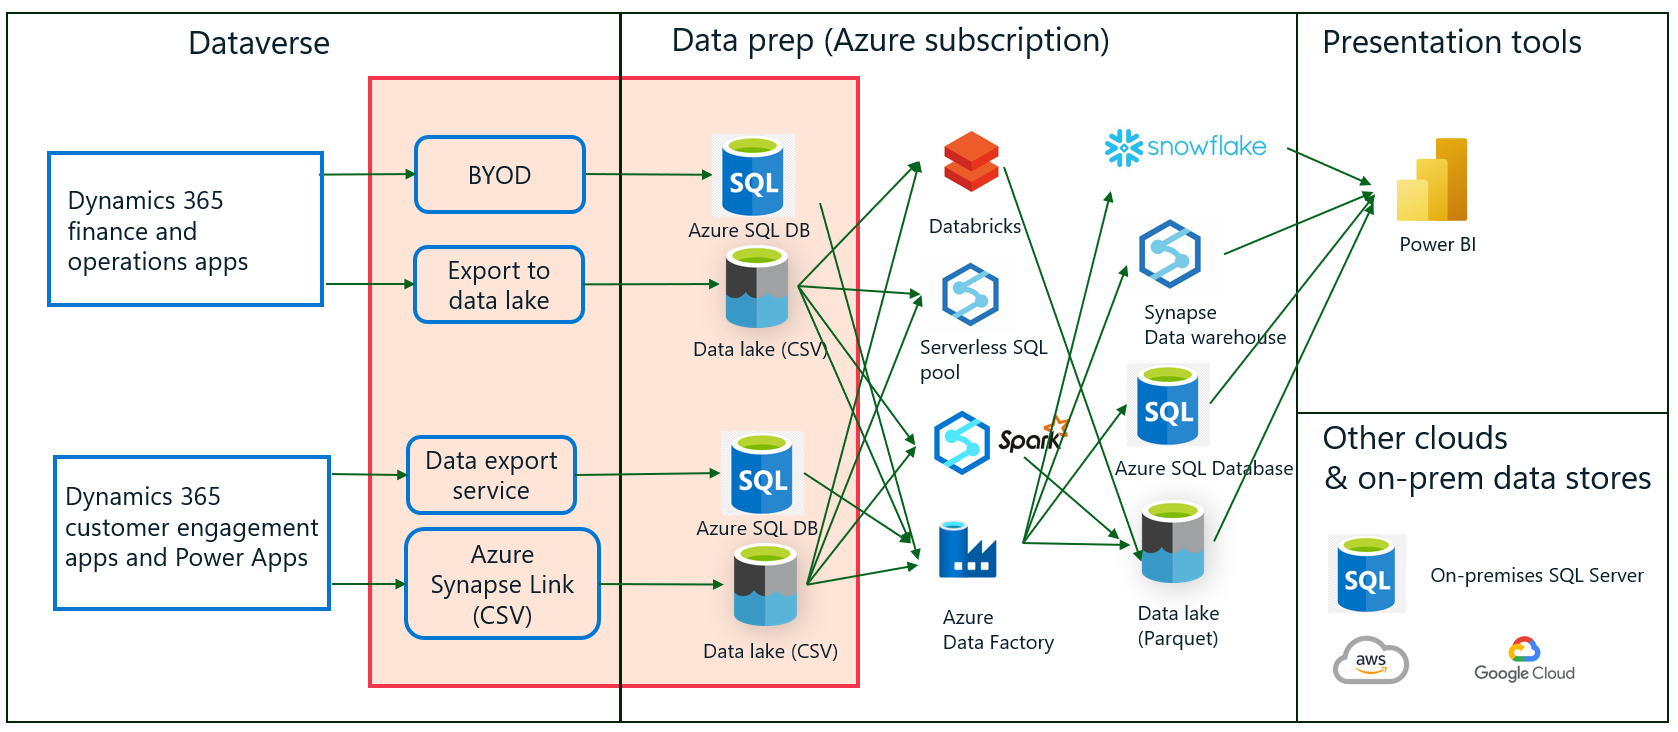 Dataverse
Data prep (Azure subscription)
Presentation tools
Dynamics 365
finance and
operations apps
BYOD
Export to
data lake
SQL
Azure SQL DB
Data lake (CSV)
Databricks
Serverless SQL
pool
snowflake
Synapse
Data warehouse
Power BI
Dynamics 365
customer engagement
apps and Power Apps
Data export
service
Azure
Synapse Link
(CSV)
SQL
Azure SQL DB
Data lake (CSV)
Spark
Azure
Data Factory
SQL
Azure SQL Database
Data lake
(Parquet)
Other clouds
& on-prem data stores
SQL
On-premises SQL Server
aws
Google Cloud